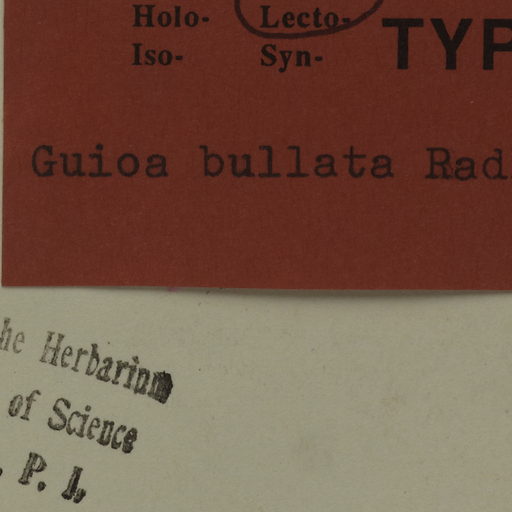 Holo- Lecto-
Iso- Syn- TYP
Guioa bullata Rad
he Herbarium
of Science
. P. I,